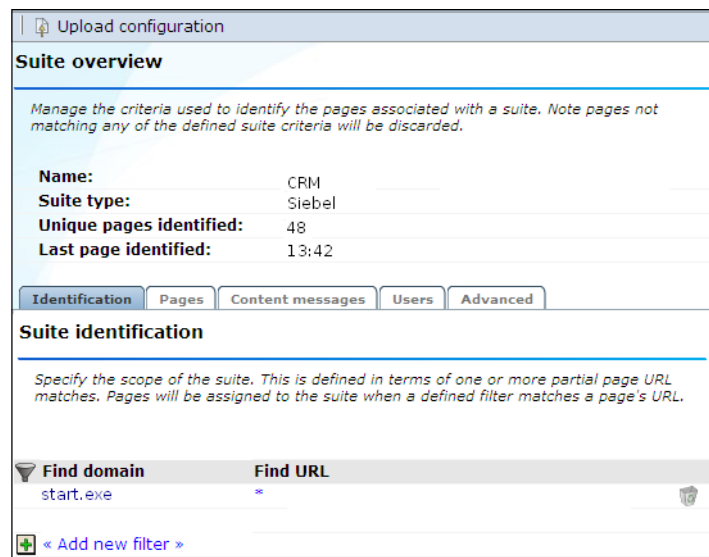 Upload configuration
Suite overview
Manage the criteria used to identify the pages associated with a suite. Note pages not
matching any of the defined suite criteria will be discarded.
Name: CRM
Suite type: Siebel
Unique pages identified: 48
Last page identified: 13:42
Identification Pages Content messages Users Advanced
Suite identification
Specify the scope of the suite. This is defined in terms of one or more partial page URL
matches. Pages will be assigned to the suite when a defined filter matches a page's URL.
Find domain Find URL
start.exe *
« Add new filter »